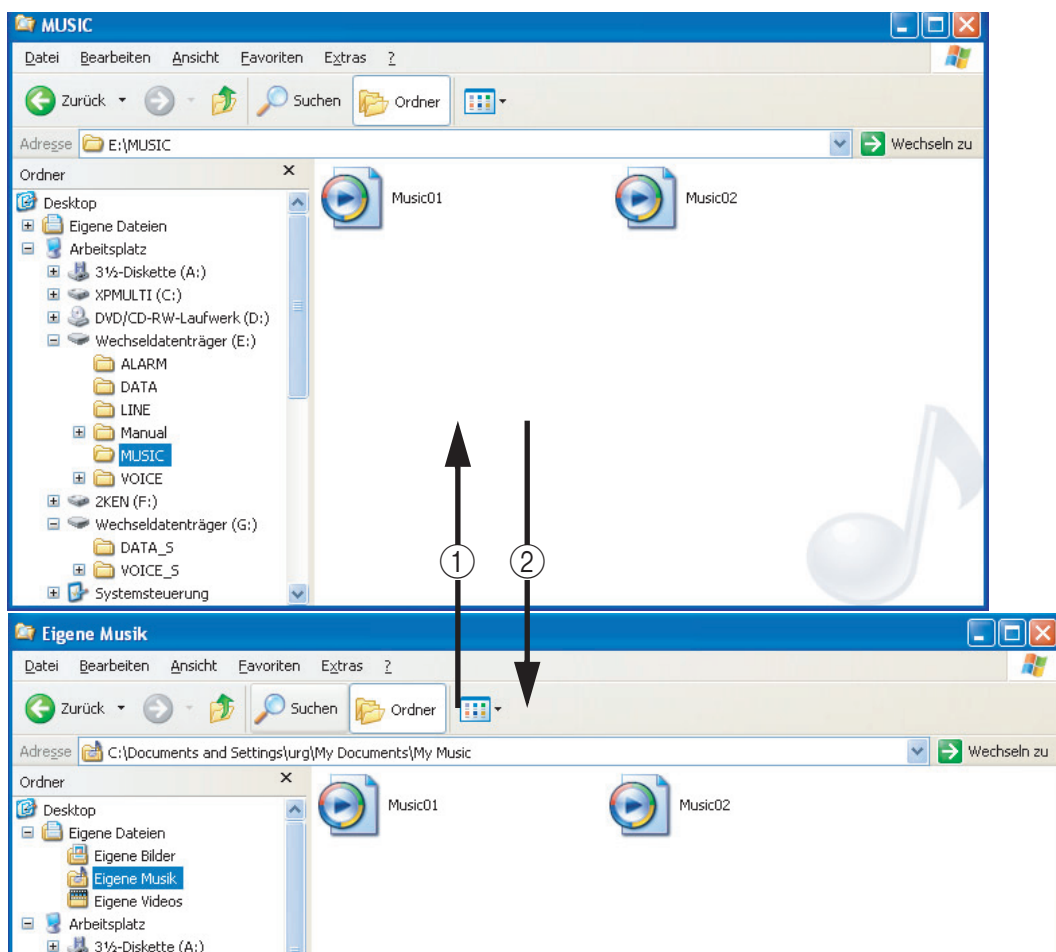 MUSIC
Datei Bearbeiten Ansicht Favoriten Extras ?
Zurück Suchen Ordner
Adresse E:\MUSIC Wechseln zu
Ordner x
Desktop
Eigene Dateien
Arbeitsplatz
3½-Diskette (A:)
XPMULTI (C:)
DVD/CD-RW-Laufwerk (D:)
Wechseldatenträger (E:)
ALARM
DATA
LINE
Manual
MUSIC
VOICE
2KEN (F:)
Wechseldatenträger (G:)
DATA_S
VOICE_S
Systemsteuerung
Music01
Music02
① ②
Eigene Musik
Datei Bearbeiten Ansicht Favoriten Extras ?
Zurück Suchen Ordner
Adresse C:\Documents and Settings\urg\My Documents\My Music Wechseln zu
Ordner x
Desktop
Eigene Dateien
Eigene Bilder
Eigene Musik
Eigene Videos
Arbeitsplatz
3½-Diskette (A:)
Music01
Music02